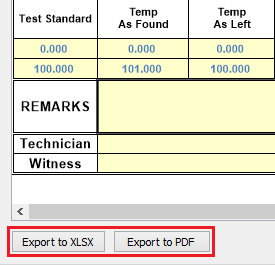 Test Standard
Temp
As Found
Temp
As Left
0.000 0.000 0.000
100.000 101.000 100.000
REMARKS
Technician
Witness
Export to XLSX Export to PDF